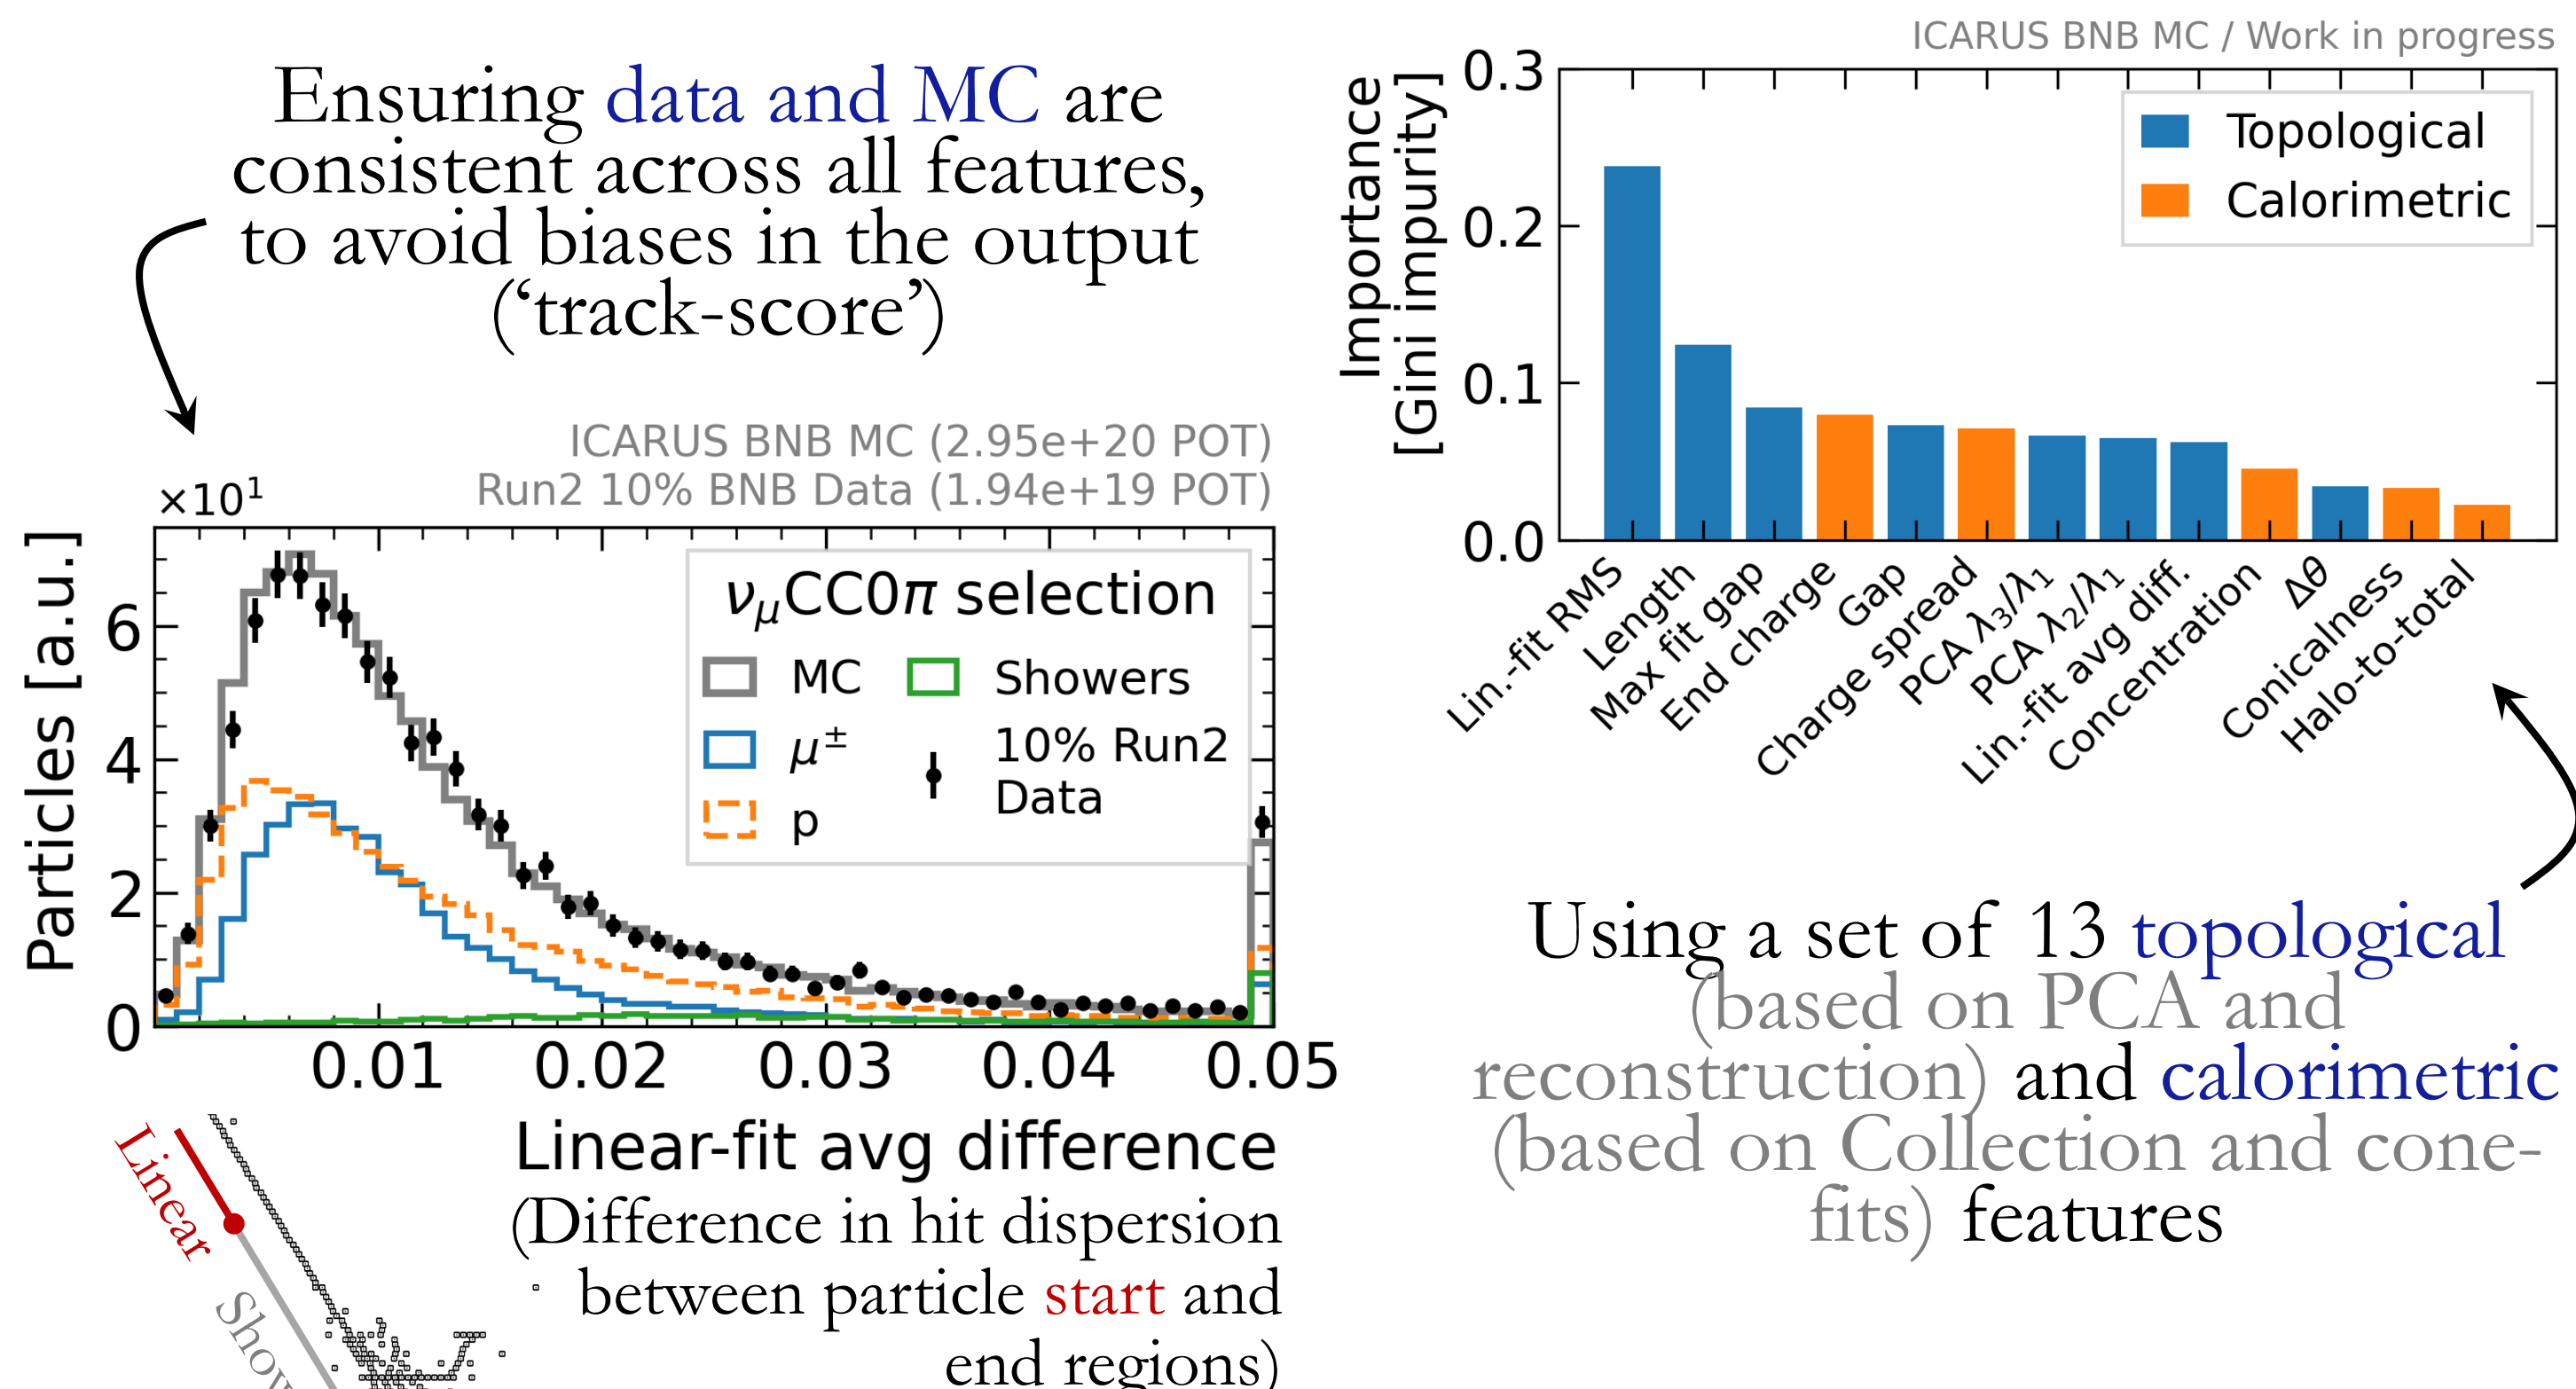 Ensuring data and MC are
consistent across all features,
to avoid biases in the output
(‘track-score’)
ICARUS BNB MC (2.95e+20 POT)
Run2 10% BNB Data (1.94e+19 POT)
×10¹
Particles [a.u.]
6
4
2
0
νμCC0π selection
MC
μ±
p
Showers
10% Run2
Data
0.01 0.02 0.03 0.04 0.05
Linear-fit avg difference
(Difference in hit dispersion
between particle start and
end regions)
Linear
ICARUS BNB MC / Work in progress
Importance
[Gini impurity]
0.3
0.2
0.1
0.0
Topological
Calorimetric
Lin.-fit RMS
Length
Max fit gap
End charge
Gap
Charge spread
PCA λ₃/λ₁
PCA λ₂/λ₁
Lin.-fit avg diff.
Concentration
Δθ
Conicalness
Halo-to-total
Using a set of 13 topological
(based on PCA and
reconstruction) and calorimetric
(based on Collection and cone-
fits) features